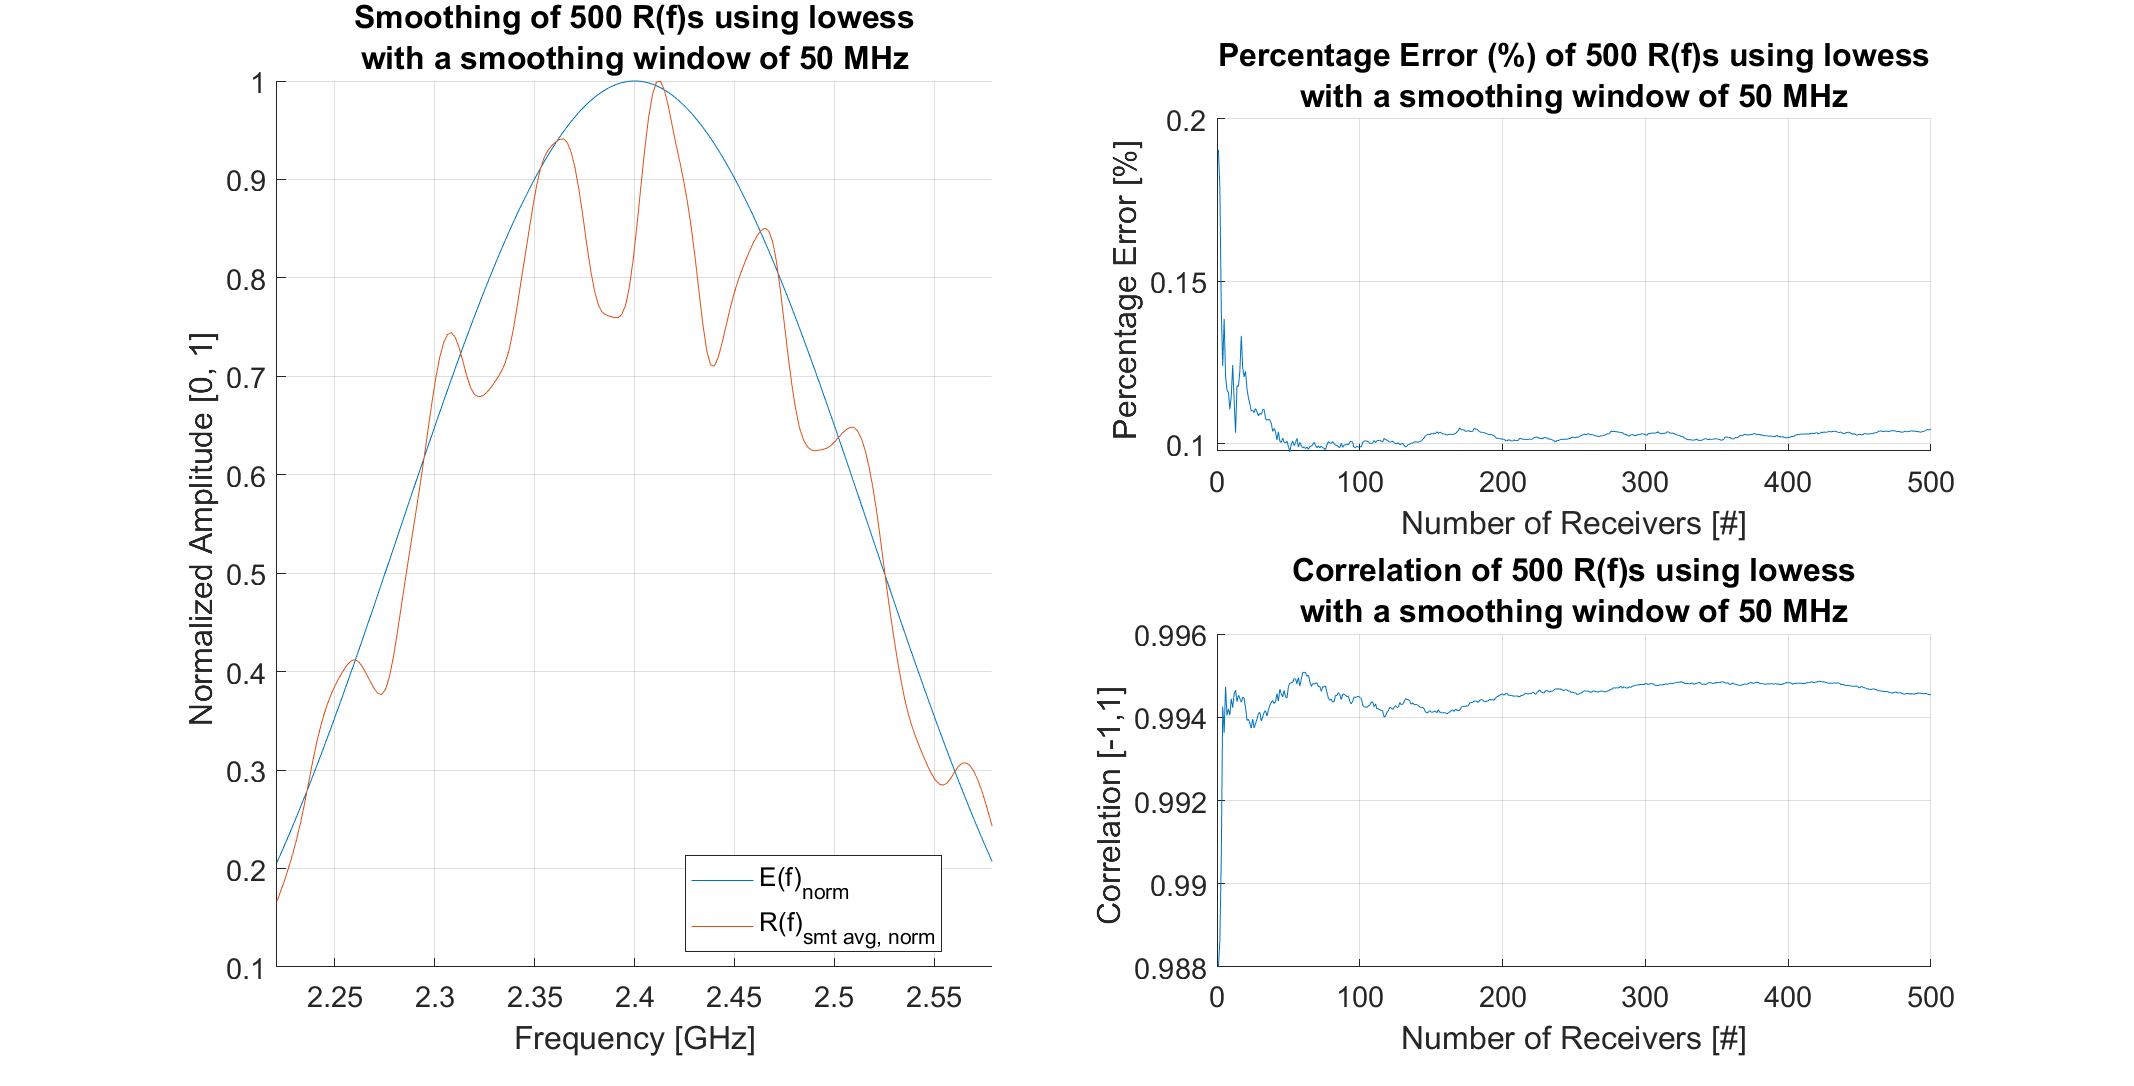 Smoothing of 500 R(f)s using lowess
with a smoothing window of 50 MHz
1
0.9
0.8
0.7
0.6
0.5
0.4
0.3
0.2
0.1
Normalized Amplitude [0, 1]
2.25 2.3 2.35 2.4 2.45 2.5 2.55
Frequency [GHz]
E(f)norm
R(f)smt avg, norm
Percentage Error (%) of 500 R(f)s using lowess
with a smoothing window of 50 MHz
0.2
0.15
0.1
Percentage Error [%]
0 100 200 300 400 500
Number of Receivers [#]
Correlation of 500 R(f)s using lowess
with a smoothing window of 50 MHz
0.996
0.994
0.992
0.99
0.988
Correlation [-1,1]
0 100 200 300 400 500
Number of Receivers [#]